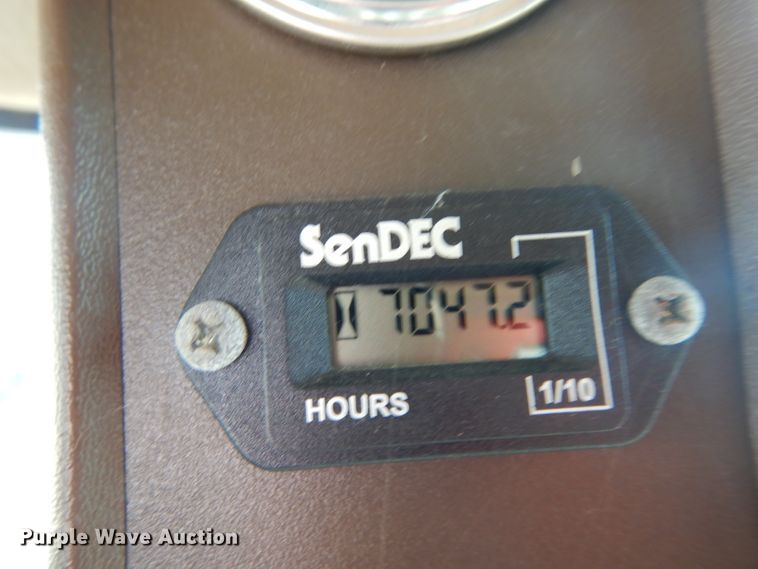 SenDEC
7047.2
HOURS
1/10
Purple Wave Auction